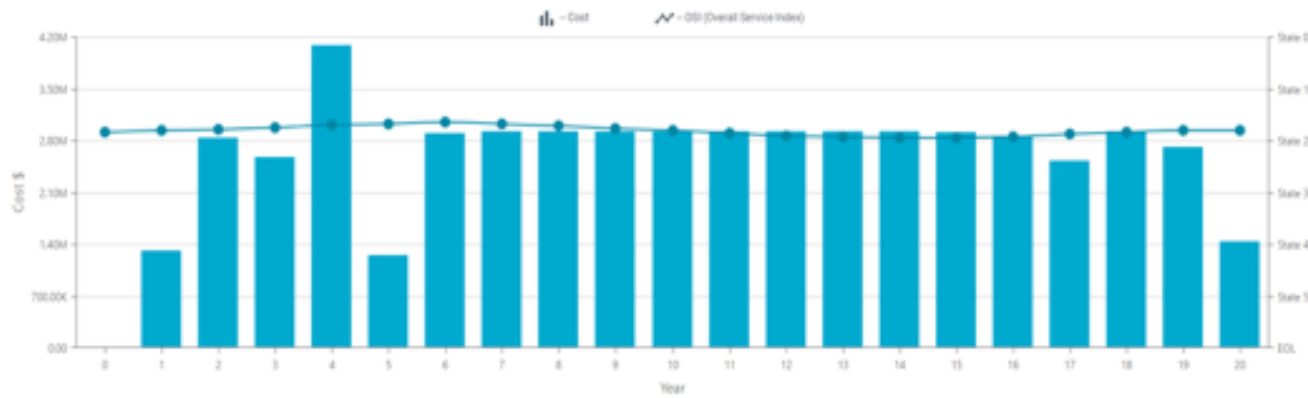 – Cost – OSI (Overall Service Index)
4.20M State 0
3.50M State 1
2.80M State 2
2.10M State 3
1.40M State 4
700.00K State 5
0.00 EOL
Cost $
0 1 2 3 4 5 6 7 8 9 10 11 12 13 14 15 16 17 18 19 20
Year